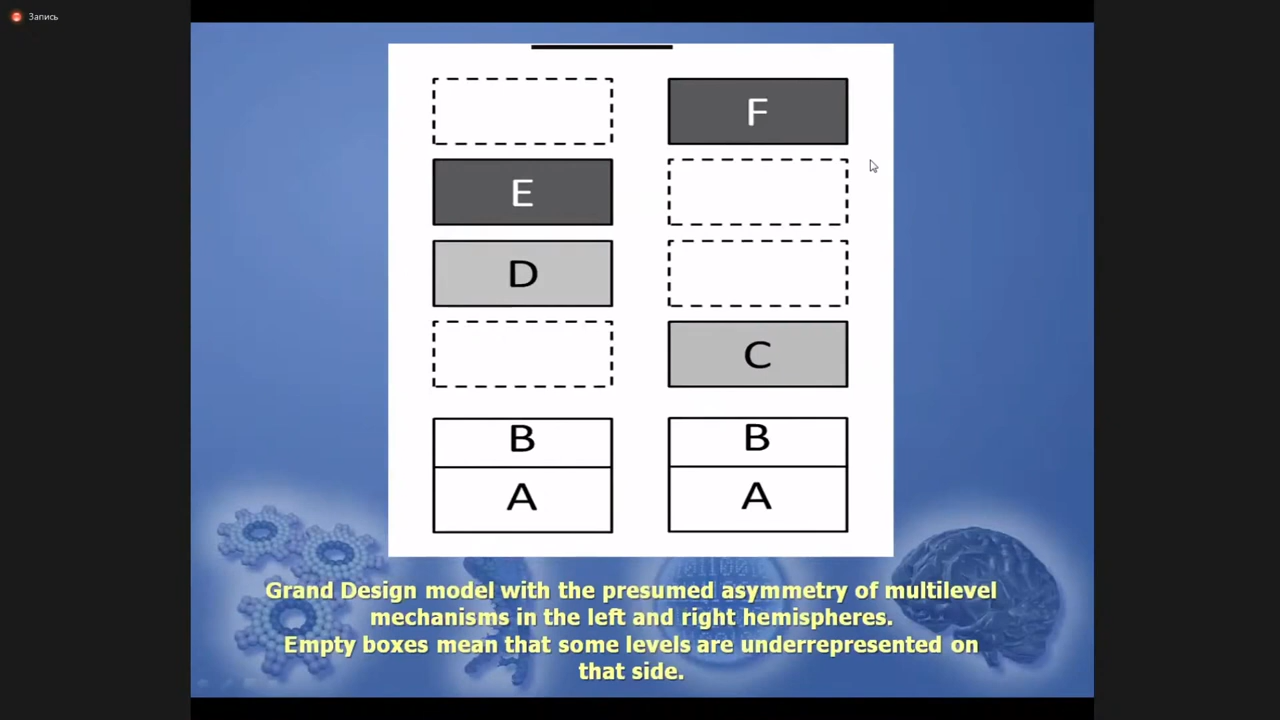 Запись
F
E
D
C
B B
A A
Grand Design model with the presumed asymmetry of multilevel
mechanisms in the left and right hemispheres.
Empty boxes mean that some levels are underrepresented on
that side.